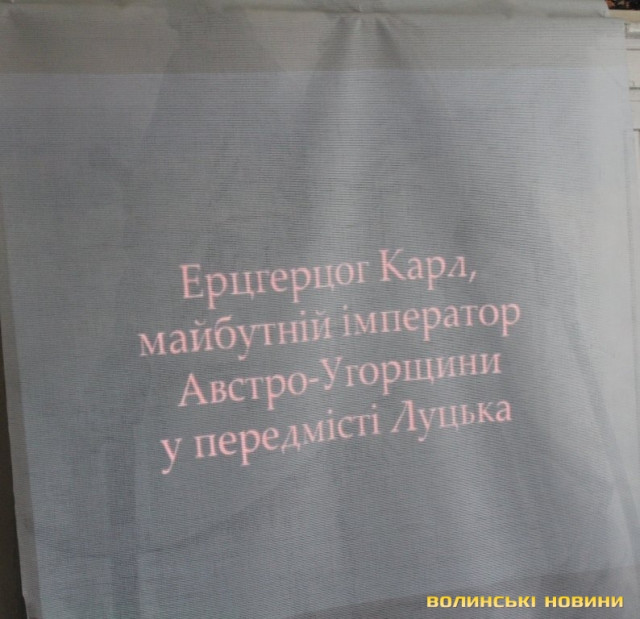 Ерцгерцог Карл,
майбутній імператор
Австро-Угорщини
у передмісті Луцька
ВОЛИНСЬКІ НОВИНИ